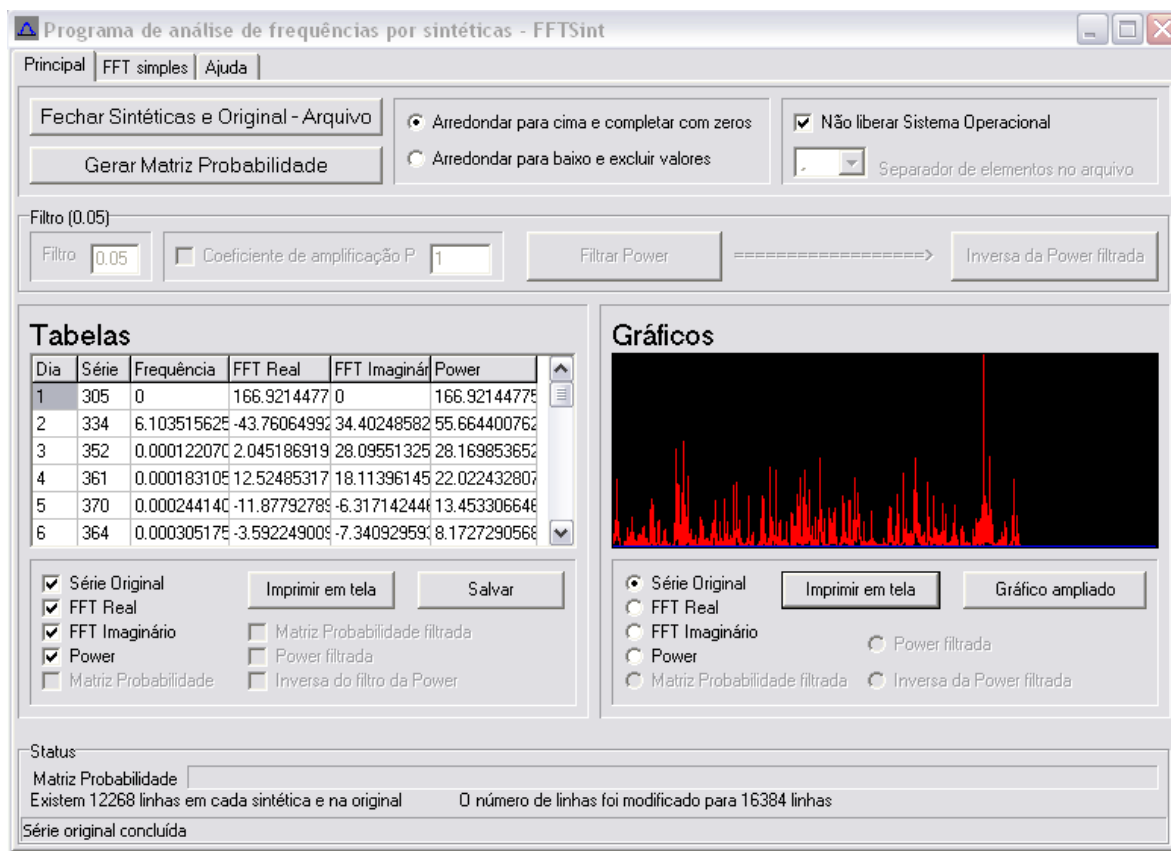 Programa de análise de frequências por sintéticas - FFTSint
Principal FFT simples Ajuda
Fechar Sintéticas e Original - Arquivo
Gerar Matriz Probabilidade
Arredondar para cima e completar com zeros
Arredondar para baixo e excluir valores
Não liberar Sistema Operacional
Separador de elementos no arquivo
Filtro (0.05)
Filtro 0.05
Coeficiente de amplificação P 1
Filtrar Power
===================>
Inversa da Power filtrada
Tabelas
Dia Série Frequência FFT Real FFT Imaginár Power
1 305 0 166.9214477 0 166.92144775
2 334 6.103515625 -43.76064992 34.40248582 55.664400762
3 352 0.000122070 2.045186919 28.09551325 28.169853652
4 361 0.000183105 12.52485317 18.11396145 22.022432807
5 370 0.000244140 -11.87792789 -6.317142446 13.453306646
6 364 0.000305175 -3.592249009 -7.340929593 8.1727290568
Série Original
FFT Real
FFT Imaginário
Power
Matriz Probabilidade
Imprimir em tela
Salvar
Matriz Probabilidade filtrada
Power filtrada
Inversa do filtro da Power
Gráficos
Série Original
FFT Real
FFT Imaginário
Power
Matriz Probabilidade filtrada
Imprimir em tela
Gráfico ampliado
Power filtrada
Inversa da Power filtrada
Status
Matriz Probabilidade
Existem 12268 linhas em cada sintética e na original
O número de linhas foi modificado para 16384 linhas
Série original concluída